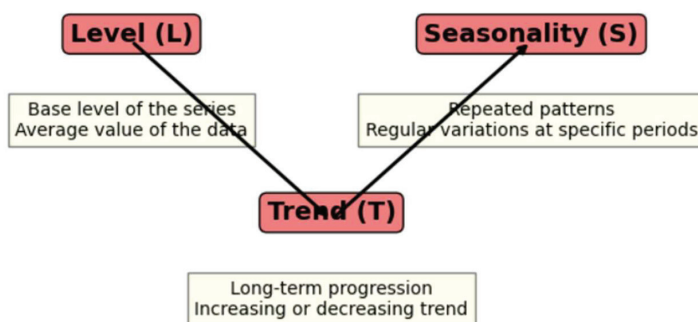 Level (L)
Seasonality (S)
Base level of the series
Average value of the data
Repeated patterns
Regular variations at specific periods
Trend (T)
Long-term progression
Increasing or decreasing trend